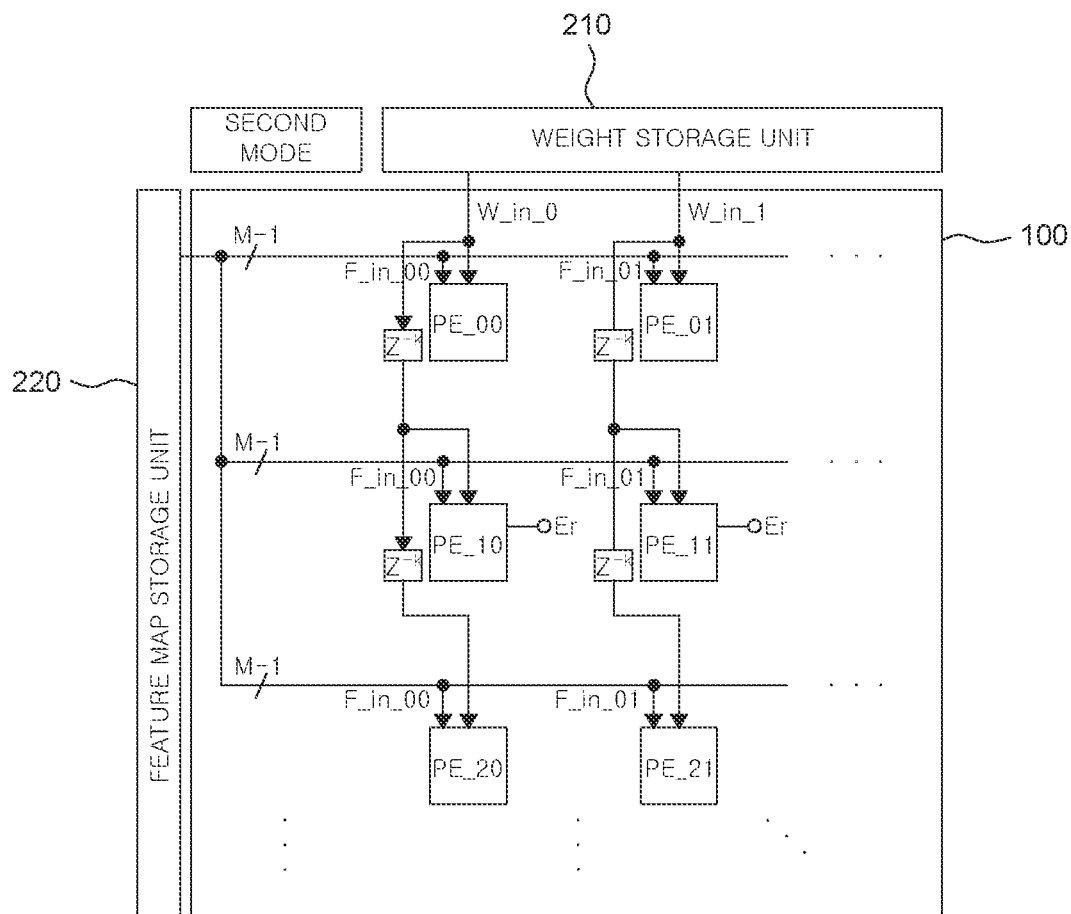 210
SECOND
MODE
WEIGHT STORAGE UNIT
W_in_0
W_in_1
100
M-1
F_in_00
F_in_01
. . .
PE_00
PE_01
Z⁻ᵏ
Z⁻ᵏ
220
FEATURE MAP STORAGE UNIT
M-1
F_in_00
F_in_01
. . .
PE_10
Er
PE_11
Er
Z⁻ᵏ
Z⁻ᵏ
M-1
F_in_00
F_in_01
. . .
PE_20
PE_21